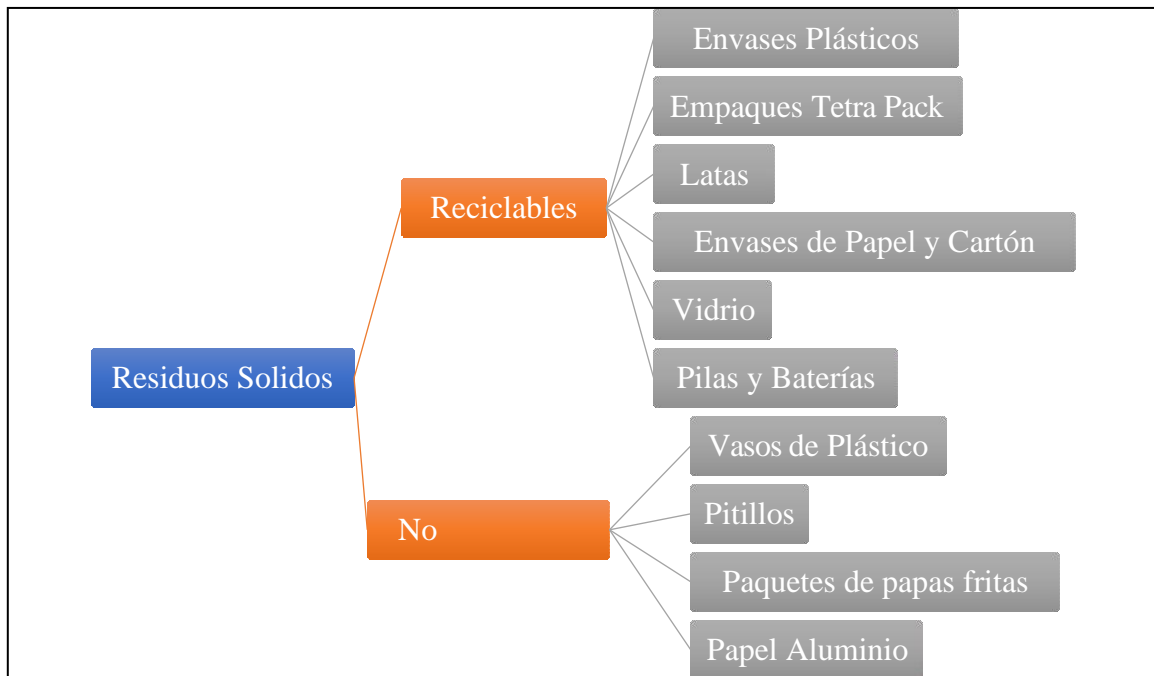 Residuos Solidos
Reciclables
Envases Plásticos
Empaques Tetra Pack
Latas
Envases de Papel y Cartón
Vidrio
Pilas y Baterías
No
Vasos de Plástico
Pitillos
Paquetes de papas fritas
Papel Aluminio